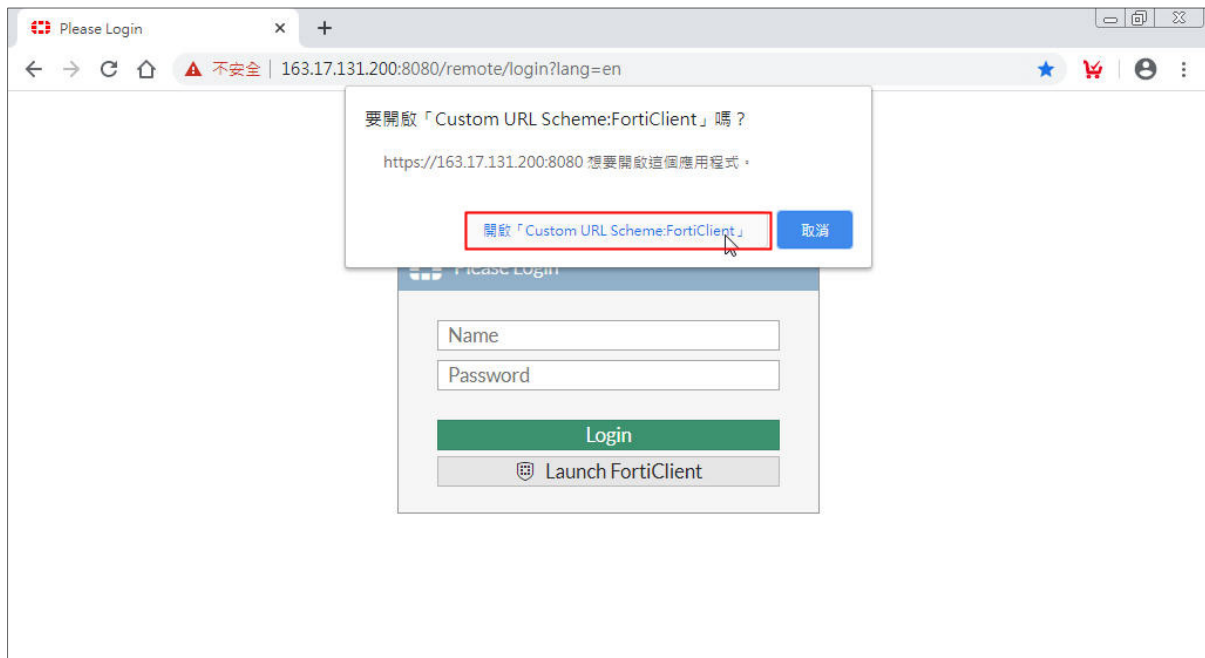 Please Login
不安全 | 163.17.131.200:8080/remote/login?lang=en
要開啟「Custom URL Scheme:FortiClient」嗎？
https://163.17.131.200:8080 想要開啟這個應用程式。
開啟「Custom URL Scheme:FortiClient」
取消
Please Login
Name
Password
Login
Launch FortiClient